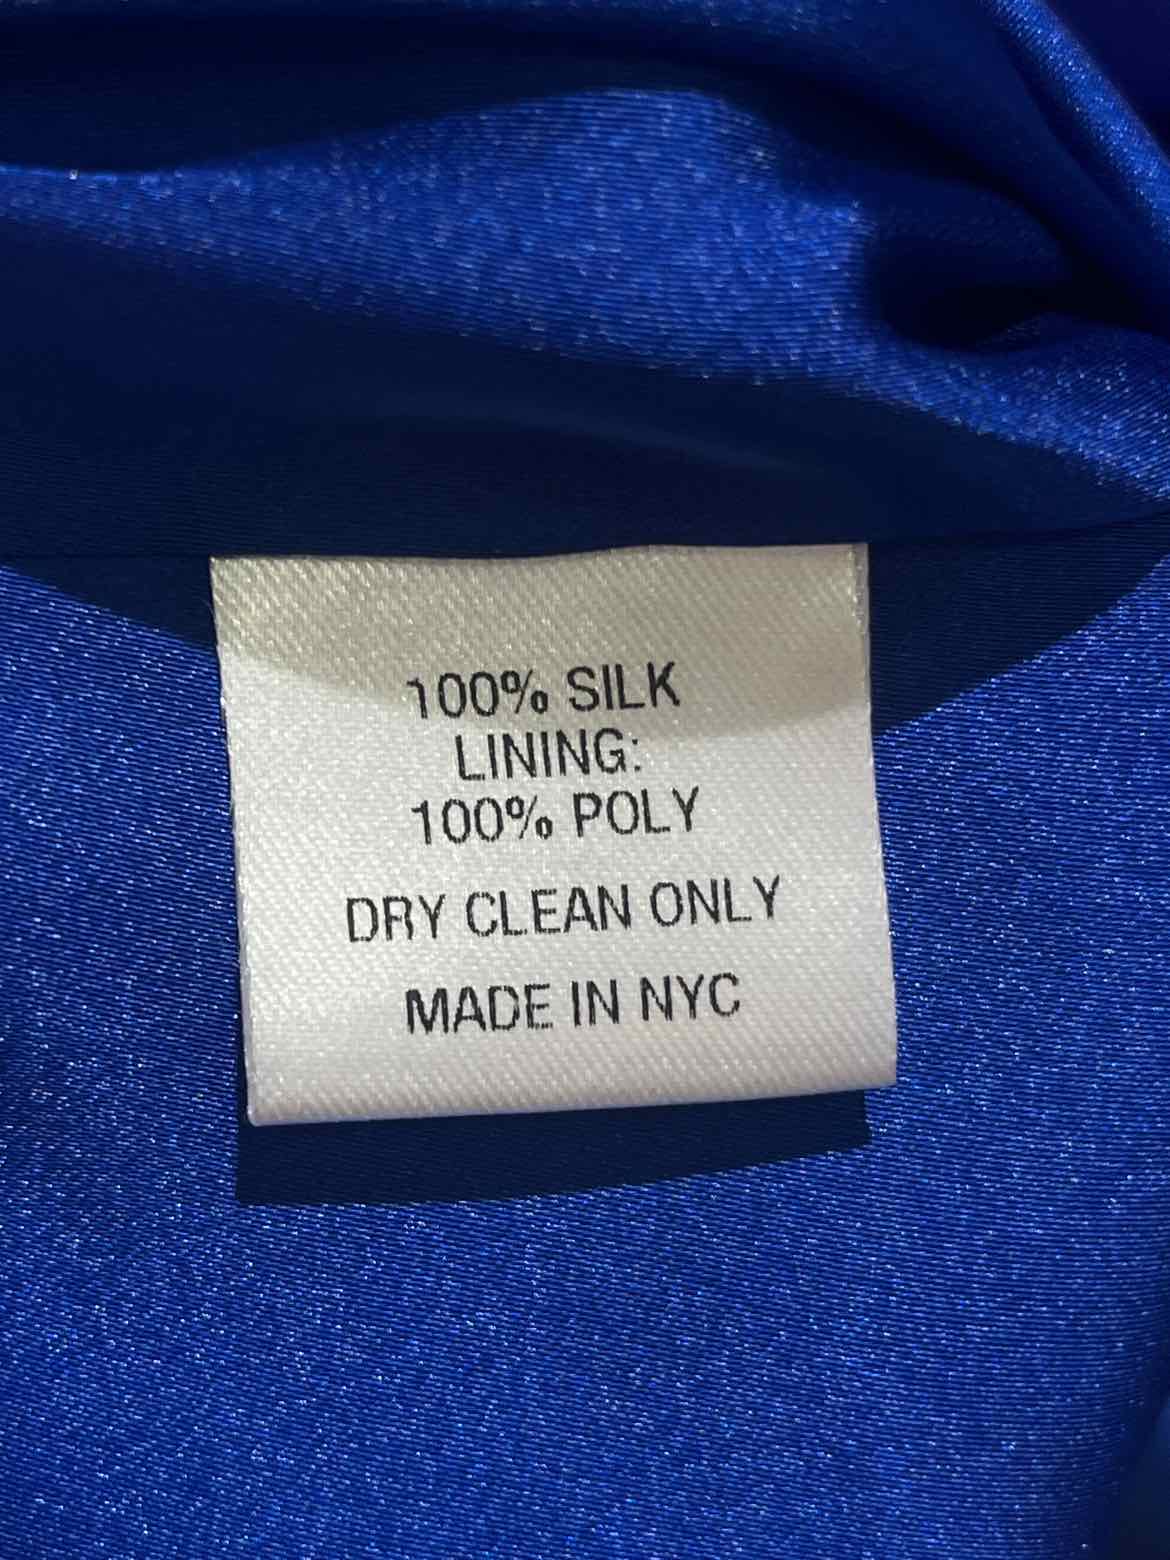 100% SILK
LINING:
100% POLY
DRY CLEAN ONLY
MADE IN NYC